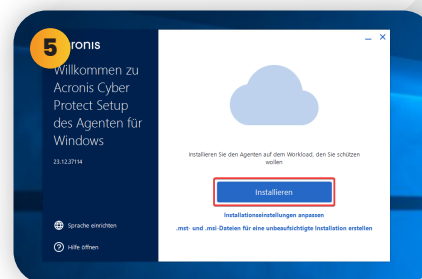 5
ronis
Willkommen zu
Acronis Cyber
Protect Setup
des Agenten für
Windows
23.12.37114
Installieren Sie den Agenten auf dem Workload, den Sie schützen
wollen
Installieren
Installationseinstellungen anpassen
.mst- und .msi-Dateien für eine unbeaufsichtigte Installation erstellen
Sprache einrichten
Hilfe öffnen